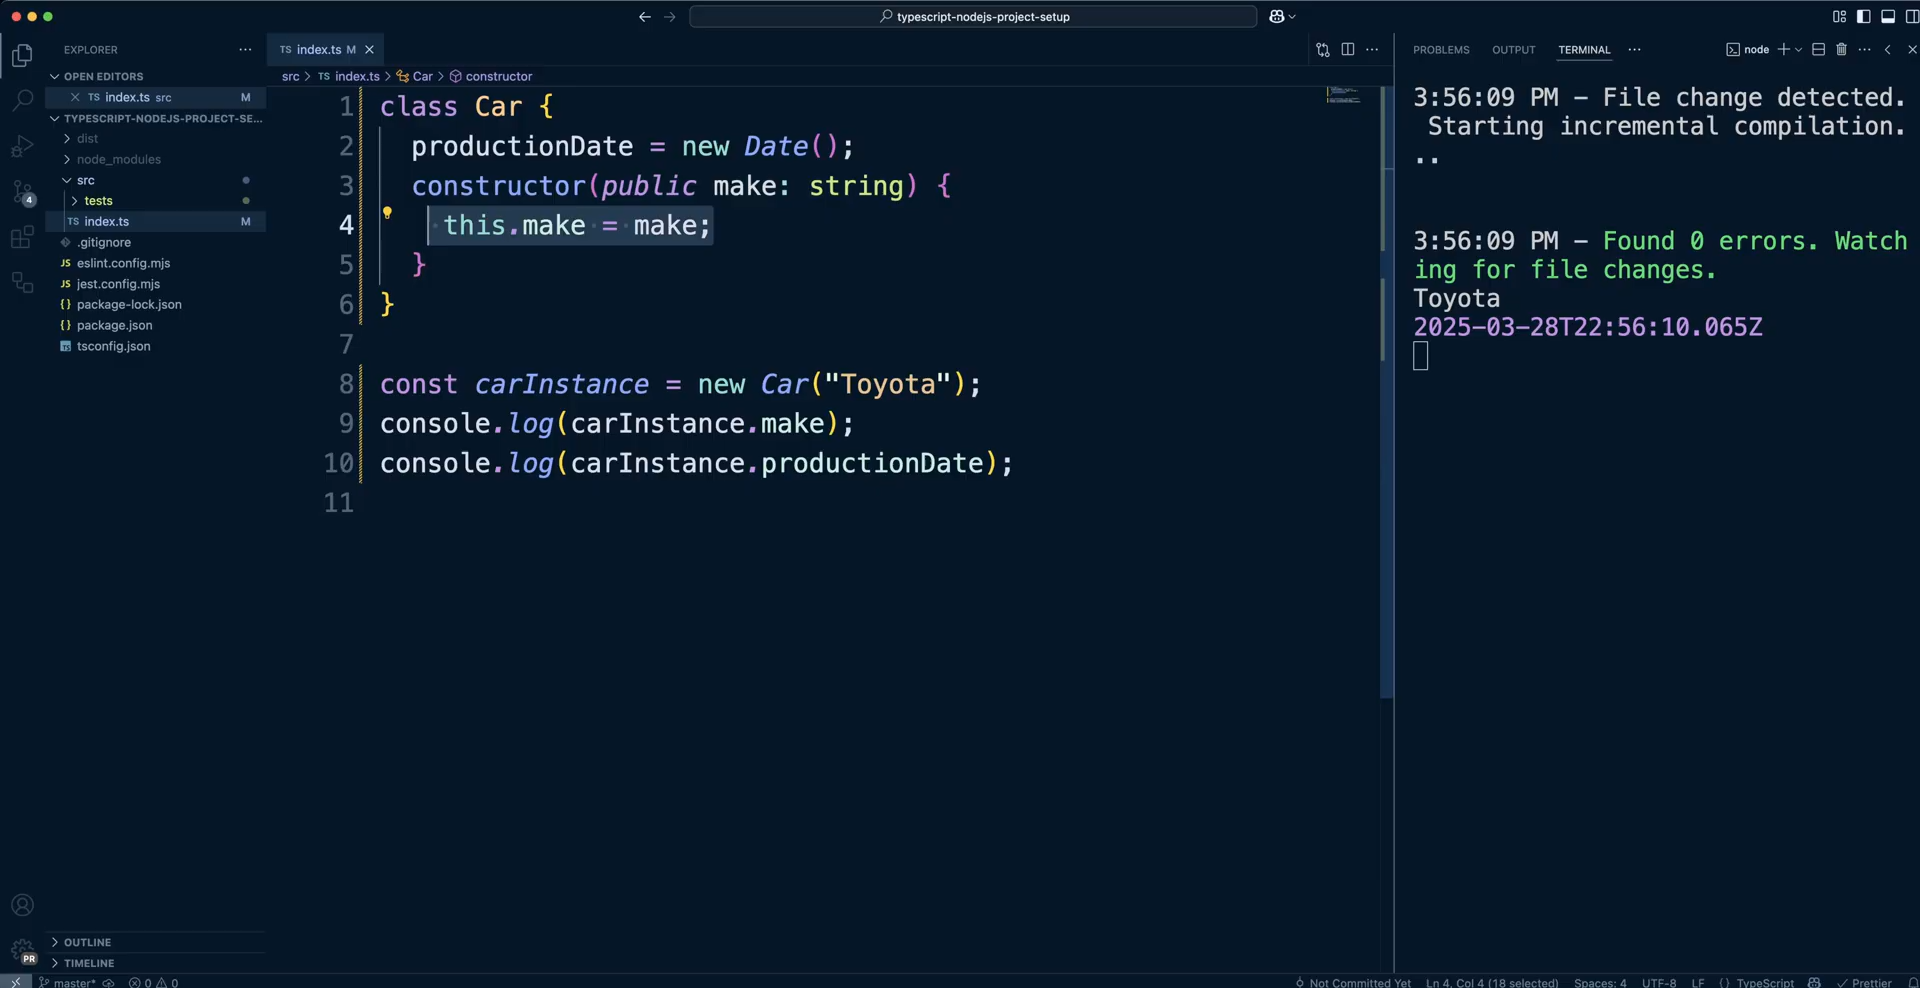 typescript-nodejs-project-setup
EXPLORER
OPEN EDITORS
TS index.ts src M
TYPESCRIPT-NODEJS-PROJECT-SE...
dist
node_modules
src
tests
TS index.ts M
.gitignore
JS eslint.config.mjs
JS jest.config.mjs
{} package-lock.json
{} package.json
TS tsconfig.json
OUTLINE
TIMELINE
4
PR
TS index.ts M
src > TS index.ts > Car > constructor
1 class Car {
2 productionDate = new Date();
3 constructor(public make: string) {
4 this.make = make;
5 }
6 }
7
8 const carInstance = new Car("Toyota");
9 console.log(carInstance.make);
10 console.log(carInstance.productionDate);
11
PROBLEMS OUTPUT TERMINAL ... node
3:56:09 PM – File change detected.
Starting incremental compilation.
..
3:56:09 PM – Found 0 errors. Watch
ing for file changes.
Toyota
2025-03-28T22:56:10.065Z
master* 0 0 Not Committed Yet Ln 4, Col 4 (18 selected) Spaces: 4 UTF-8 LF {} TypeScript Prettier